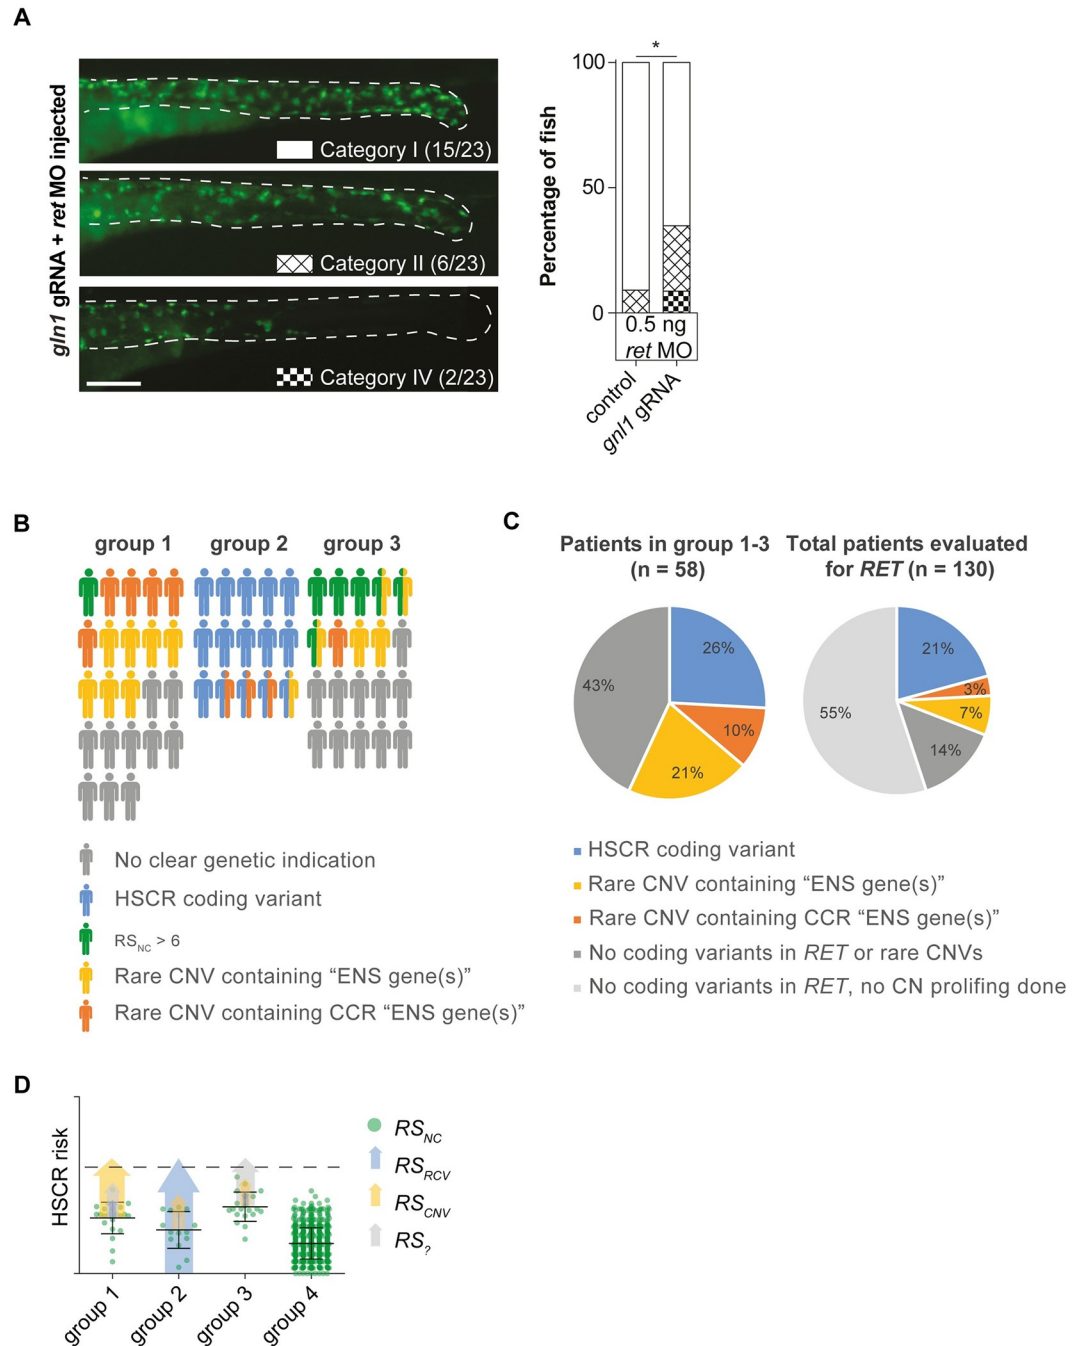 A
gln1 gRNA + ret MO injected
Category I (15/23)
Category II (6/23)
Category IV (2/23)
*
Percentage of fish
100
50
0
0.5 ng
ret MO
control
gnl1 gRNA
B
group 1
group 2
group 3
No clear genetic indication
HSCR coding variant
RSNC > 6
Rare CNV containing “ENS gene(s)”
Rare CNV containing CCR “ENS gene(s)”
C
Patients in group 1-3
(n = 58)
Total patients evaluated
for RET (n = 130)
26%
10%
21%
43%
21%
3%
7%
14%
55%
HSCR coding variant
Rare CNV containing “ENS gene(s)”
Rare CNV containing CCR “ENS gene(s)”
No coding variants in RET or rare CNVs
No coding variants in RET, no CN prolifing done
D
HSCR risk
group 1
group 2
group 3
group 4
RSNC
RSRCV
RSCNV
RS?